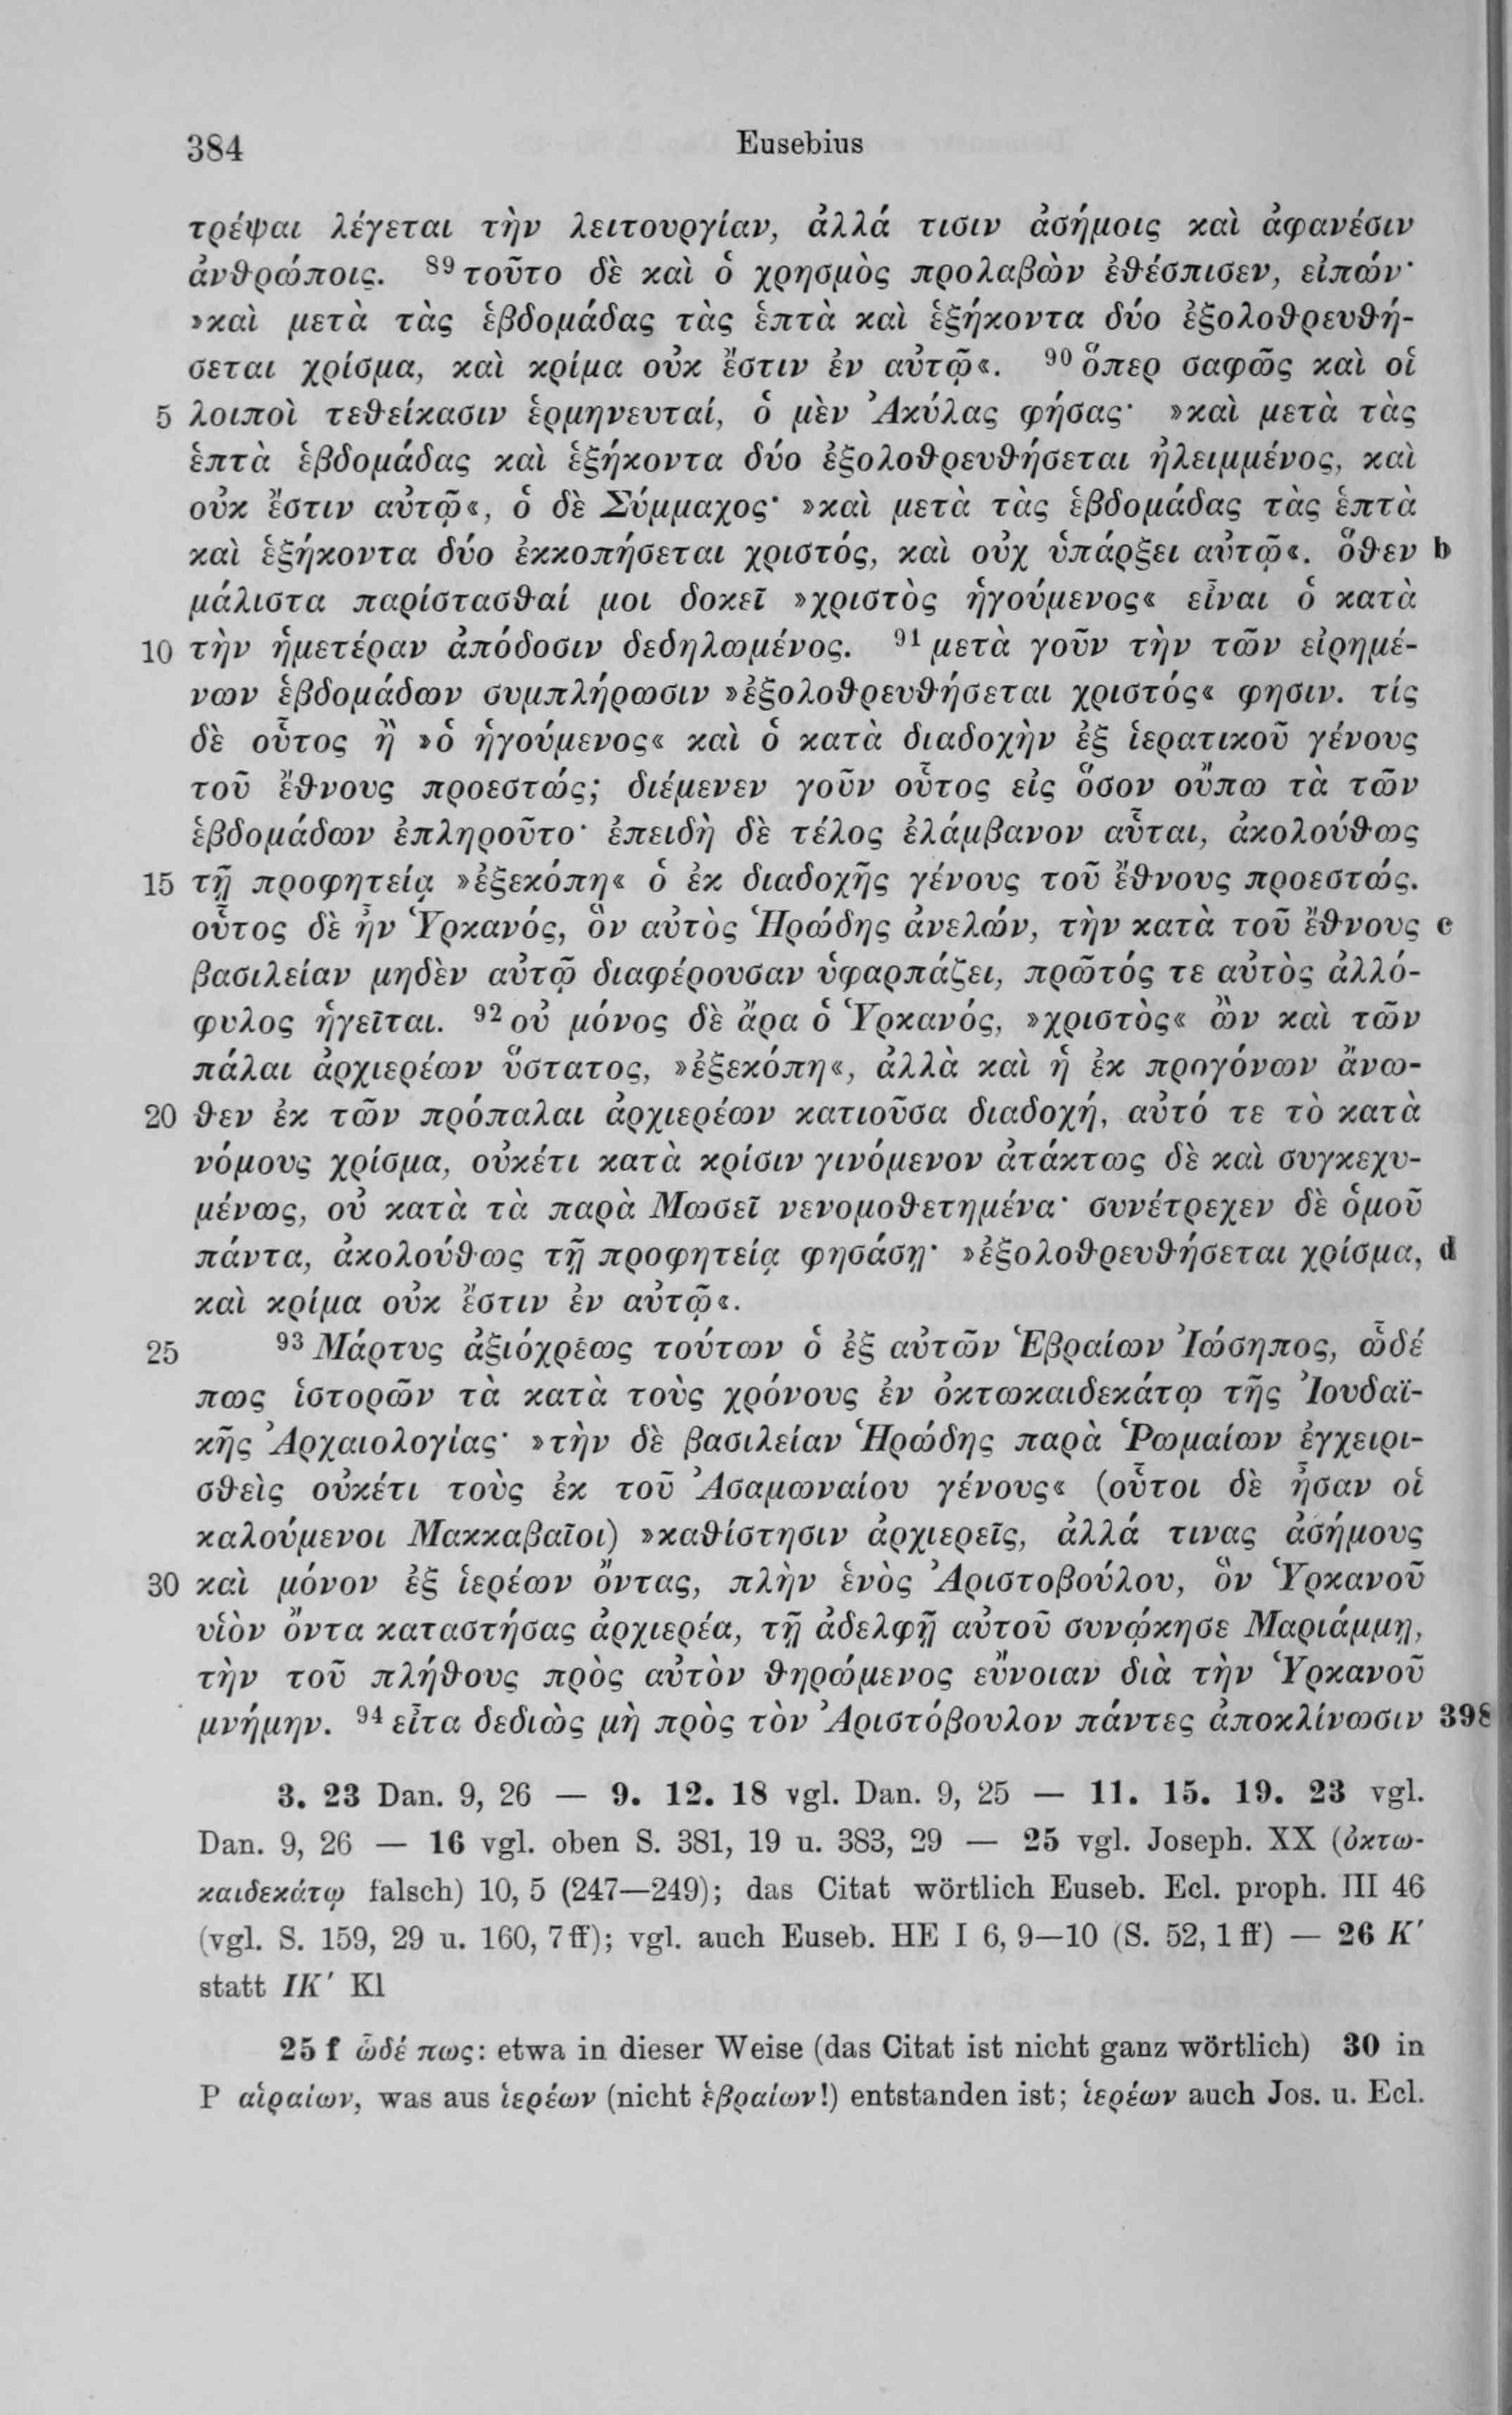 384 Eusebius
τρέψαι λέγεται τὴν λειτουργίαν, ἀλλά τισιν ἀσήμοις καὶ ἀφανέσιν
ἀνθρώποις. ⁸⁹ τοῦτο δὲ καὶ ὁ χρησμὸς προλαβὼν ἐθέσπισεν, εἰπών·
»καὶ μετὰ τὰς ἑβδομάδας τὰς ἑπτὰ καὶ ἑξήκοντα δύο ἐξολοθρευθή-
σεται χρίσμα, καὶ κρίμα οὐκ ἔστιν ἐν αὐτῷ«. ⁹⁰ ὅπερ σαφῶς καὶ οἱ
5 λοιποὶ τεθείκασιν ἑρμηνευταί, ὁ μὲν Ἀκύλας φήσας· »καὶ μετὰ τὰς
ἑπτὰ ἑβδομάδας καὶ ἑξήκοντα δύο ἐξολοθρευθήσεται ἠλειμμένος, καὶ
οὐκ ἔστιν αὐτῷ«, ὁ δὲ Σύμμαχος· »καὶ μετὰ τὰς ἑβδομάδας τὰς ἑπτὰ
καὶ ἑξήκοντα δύο ἐκκοπήσεται χριστός, καὶ οὐχ ὑπάρξει αὐτῷ«. ὅθεν b
μάλιστα παρίστασθαί μοι δοκεῖ »χριστὸς ἡγούμενος« εἶναι ὁ κατὰ
10 τὴν ἡμετέραν ἀπόδοσιν δεδηλωμένος. ⁹¹ μετὰ γοῦν τὴν τῶν εἰρημέ-
νων ἑβδομάδων συμπλήρωσιν »ἐξολοθρευθήσεται χριστός« φησιν. τίς
δὲ οὗτος ἢ »ὁ ἡγούμενος« καὶ ὁ κατὰ διαδοχὴν ἐξ ἱερατικοῦ γένους
τοῦ ἔθνους προεστώς; διέμενεν γοῦν οὗτος εἰς ὅσον οὔπω τὰ τῶν
ἑβδομάδων ἐπληροῦτο· ἐπειδὴ δὲ τέλος ἐλάμβανον αὗται, ἀκολούθως
15 τῇ προφητείᾳ »ἐξεκόπη« ὁ ἐκ διαδοχῆς γένους τοῦ ἔθνους προεστώς.
οὗτος δὲ ἦν Ὑρκανός, ὃν αὐτὸς Ἡρώδης ἀνελών, τὴν κατὰ τοῦ ἔθνους c
βασιλείαν μηδὲν αὐτῷ διαφέρουσαν ὑφαρπάζει, πρῶτός τε αὐτὸς ἀλλό-
φυλος ἡγεῖται. ⁹² οὐ μόνος δὲ ἄρα ὁ Ὑρκανός, »χριστὸς« ὢν καὶ τῶν
πάλαι ἀρχιερέων ὕστατος, »ἐξεκόπη«, ἀλλὰ καὶ ἡ ἐκ προγόνων ἄνω-
20 θεν ἐκ τῶν πρόπαλαι ἀρχιερέων κατιοῦσα διαδοχή, αὐτό τε τὸ κατὰ
νόμους χρίσμα, οὐκέτι κατὰ κρίσιν γινόμενον ἀτάκτως δὲ καὶ συγκεχυ-
μένως, οὐ κατὰ τὰ παρὰ Μωσεῖ νενομοθετημένα· συνέτρεχεν δὲ ὁμοῦ
πάντα, ἀκολούθως τῇ προφητείᾳ φησάσῃ· »ἐξολοθρευθήσεται χρίσμα, d
καὶ κρίμα οὐκ ἔστιν ἐν αὐτῷ«.
25 ⁹³ Μάρτυς ἀξιόχρεως τούτων ὁ ἐξ αὐτῶν Ἑβραίων Ἰώσηπος, ὧδέ
πως ἱστορῶν τὰ κατὰ τοὺς χρόνους ἐν ὀκτωκαιδεκάτῳ τῆς Ἰουδαϊ-
κῆς Ἀρχαιολογίας· »τὴν δὲ βασιλείαν Ἡρώδης παρὰ Ῥωμαίων ἐγχειρι-
σθεὶς οὐκέτι τοὺς ἐκ τοῦ Ἀσαμωναίου γένους« (οὗτοι δὲ ἦσαν οἱ
καλούμενοι Μακκαβαῖοι) »καθίστησιν ἀρχιερεῖς, ἀλλά τινας ἀσήμους
30 καὶ μόνον ἐξ ἱερέων ὄντας, πλὴν ἑνὸς Ἀριστοβούλου, ὃν Ὑρκανοῦ
υἱὸν ὄντα καταστήσας ἀρχιερέα, τῇ ἀδελφῇ αὐτοῦ συνῴκησε Μαριάμμῃ,
τὴν τοῦ πλήθους πρὸς αὐτὸν θηρώμενος εὔνοιαν διὰ τὴν Ὑρκανοῦ
μνήμην. ⁹⁴ εἶτα δεδιὼς μὴ πρὸς τὸν Ἀριστόβουλον πάντες ἀποκλίνωσιν 398
3. 23 Dan. 9, 26 — 9. 12. 18 vgl. Dan. 9, 25 — 11. 15. 19. 23 vgl.
Dan. 9, 26 — 16 vgl. oben S. 381, 19 u. 383, 29 — 25 vgl. Joseph. XX (ὀκτω-
καιδεκάτῳ falsch) 10, 5 (247—249); das Citat wörtlich Euseb. Ecl. proph. III 46
(vgl. S. 159, 29 u. 160, 7 ff); vgl. auch Euseb. HE I 6, 9—10 (S. 52, 1 ff) — 26 Κ′
statt ΙΚ′ Kl
25 f ὧδέ πως: etwa in dieser Weise (das Citat ist nicht ganz wörtlich) 30 in
P αἱραίων, was aus ἱερέων (nicht ἑβραίων!) entstanden ist; ἱερέων auch Jos. u. Ecl.